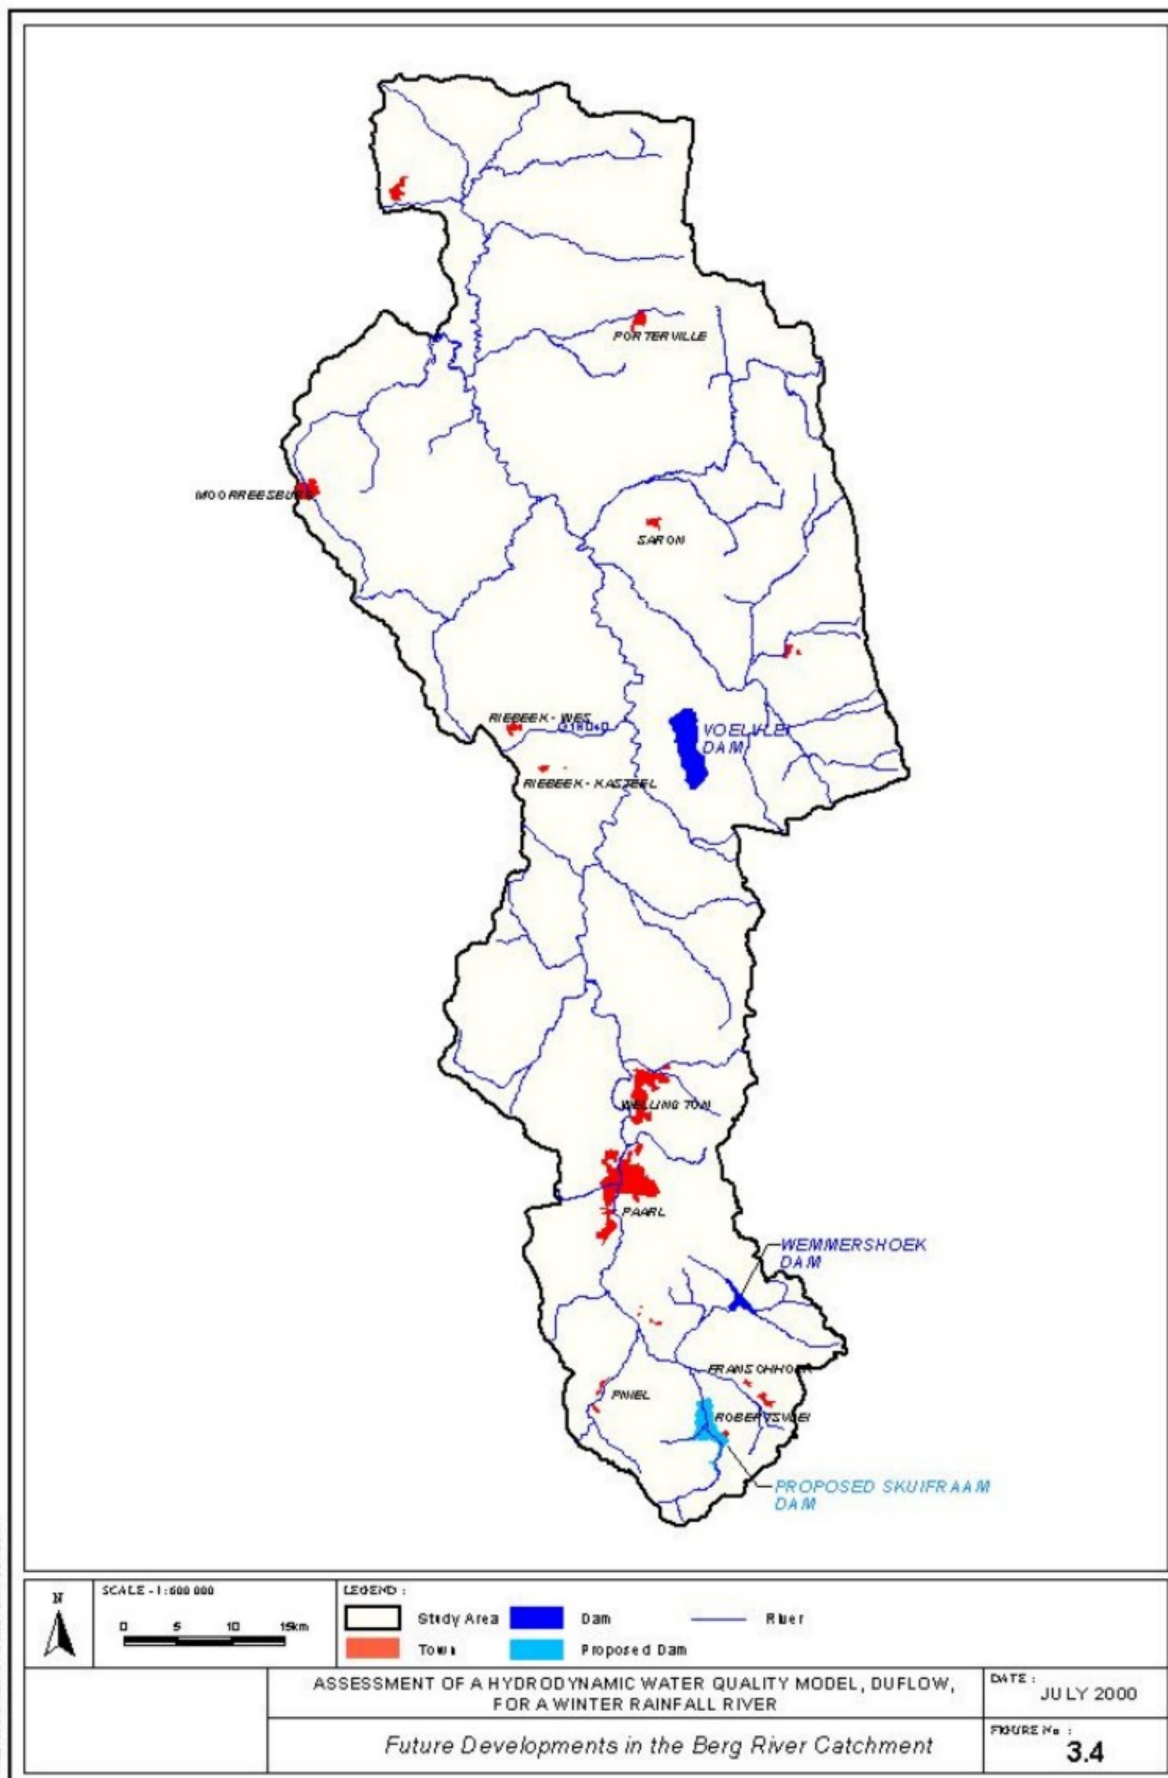 PORTERVILLE
MOORREESBURG
SARON
RIEBEEK - WES
VOELVLEI
DAM
RIEBEEK - KASTEEL
WELLINGTON
PAARL
WEMMERSHOEK
DAM
FRANSCHHOEK
PNIEL
ROBERTSVLEI
PROPOSED SKUIFRAAM
DAM
N
SCALE - 1:600 000
0 5 10 15km
LEGEND :
Study Area Dam River
Town Proposed Dam
ASSESSMENT OF A HYDRODYNAMIC WATER QUALITY MODEL, DUFLOW,
FOR A WINTER RAINFALL RIVER
DATE :
JULY 2000
Future Developments in the Berg River Catchment
FIGURE No :
3.4